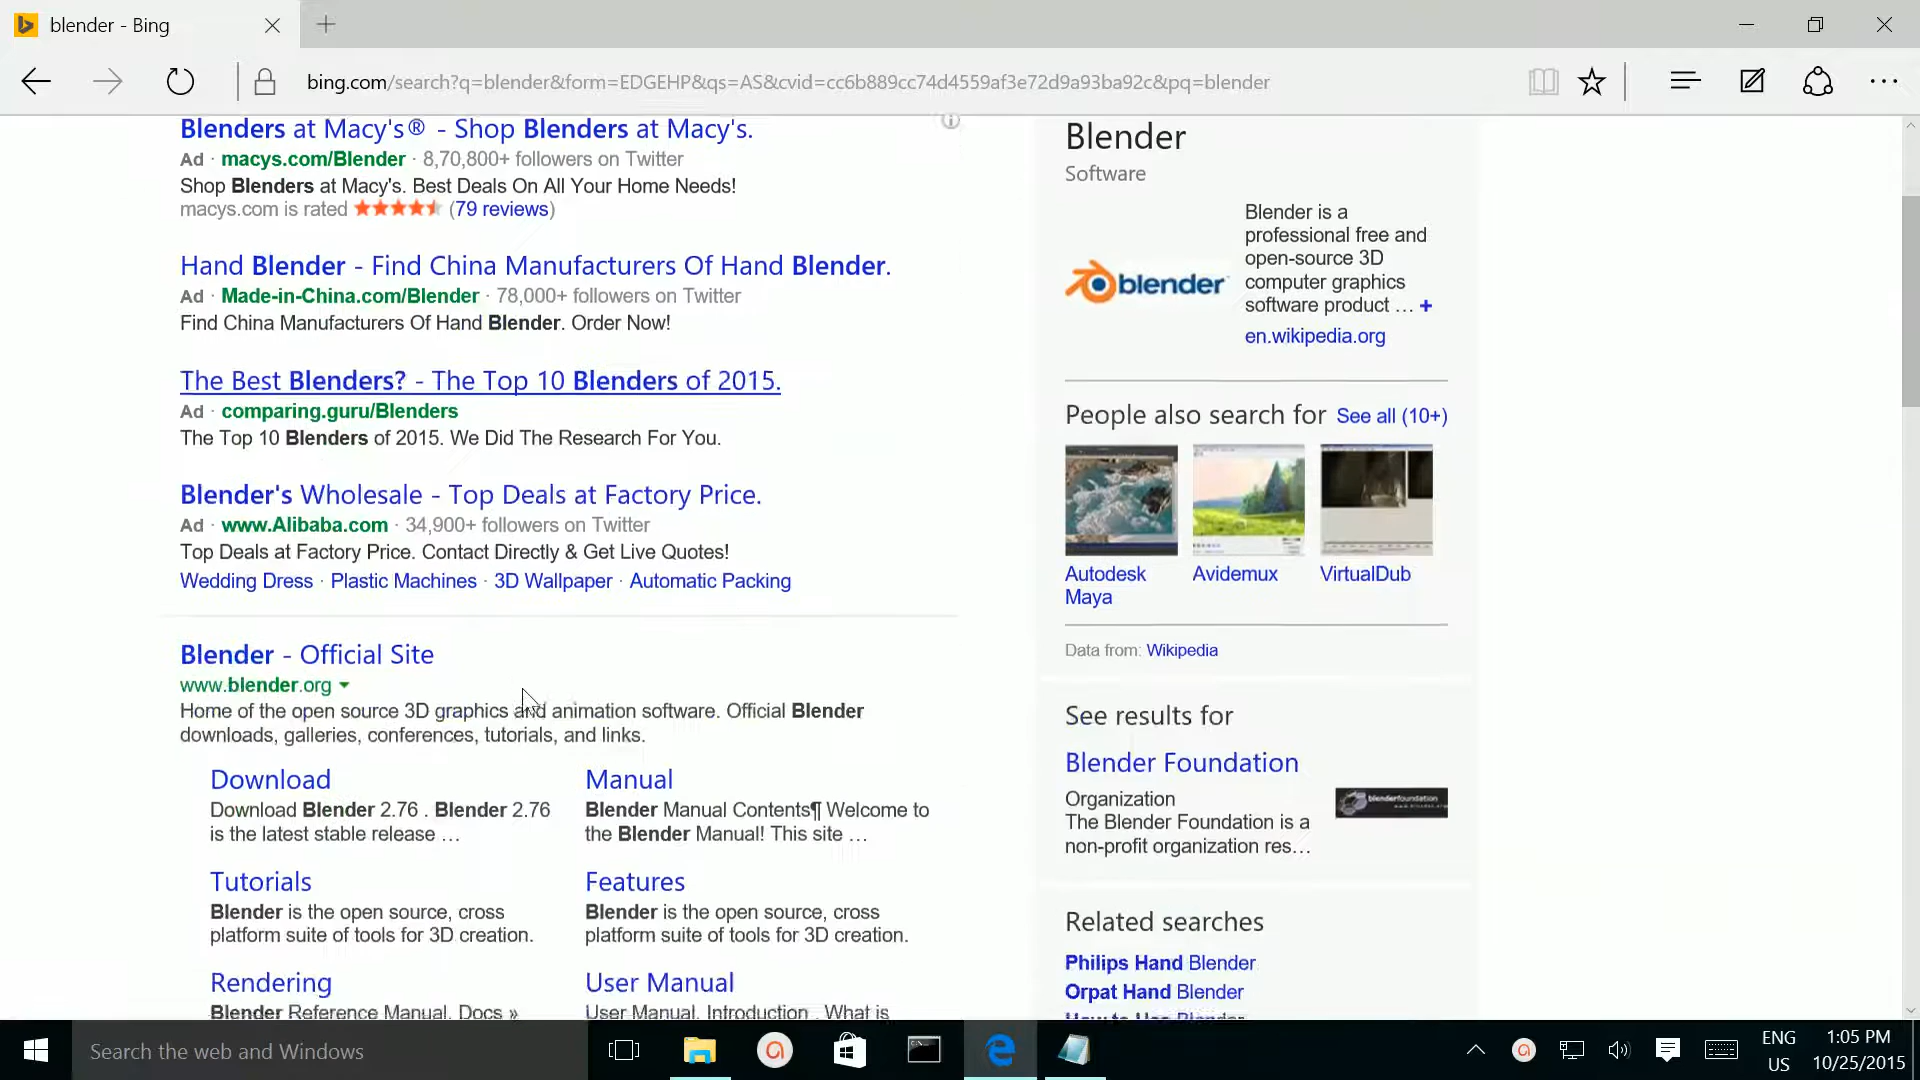 blender - Bing
bing.com/search?q=blender&form=EDGEHP&qs=AS&cvid=cc6b889cc74d4559af3e72d9a93ba92c&pq=blender
Blenders at Macy's® - Shop Blenders at Macy's.
Ad · macys.com/Blender · 8,70,800+ followers on Twitter
Shop Blenders at Macy's. Best Deals On All Your Home Needs!
macys.com is rated (79 reviews)
Hand Blender - Find China Manufacturers Of Hand Blender.
Ad · Made-in-China.com/Blender · 78,000+ followers on Twitter
Find China Manufacturers Of Hand Blender. Order Now!
The Best Blenders? - The Top 10 Blenders of 2015.
Ad · comparing.guru/Blenders
The Top 10 Blenders of 2015. We Did The Research For You.
Blender's Wholesale - Top Deals at Factory Price.
Ad · www.Alibaba.com · 34,900+ followers on Twitter
Top Deals at Factory Price. Contact Directly & Get Live Quotes!
Wedding Dress · Plastic Machines · 3D Wallpaper · Automatic Packing
Blender - Official Site
www.blender.org
Home of the open source 3D graphics and animation software. Official Blender
downloads, galleries, conferences, tutorials, and links.
Download
Download Blender 2.76 . Blender 2.76
is the latest stable release ...
Manual
Blender Manual Contents¶ Welcome to
the Blender Manual! This site ...
Tutorials
Blender is the open source, cross
platform suite of tools for 3D creation.
Features
Blender is the open source, cross
platform suite of tools for 3D creation.
Rendering
Blender Reference Manual. Docs »
User Manual
User Manual. Introduction . What is
Blender
Software
blender
Blender is a
professional free and
open-source 3D
computer graphics
software product ... +
en.wikipedia.org
People also search for See all (10+)
Autodesk
Maya
Avidemux
VirtualDub
Data from: Wikipedia
See results for
Blender Foundation
Organization
The Blender Foundation is a
non-profit organization res...
blenderfoundation
Related searches
Philips Hand Blender
Orpat Hand Blender
How to Use Blender
Search the web and Windows
ENG
US
1:05 PM
10/25/2015